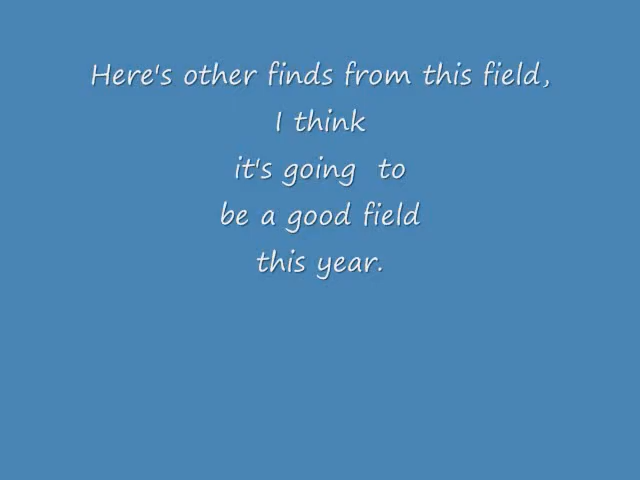 Here's other finds from this field,
I think
it's going  to
be a good field
this year.